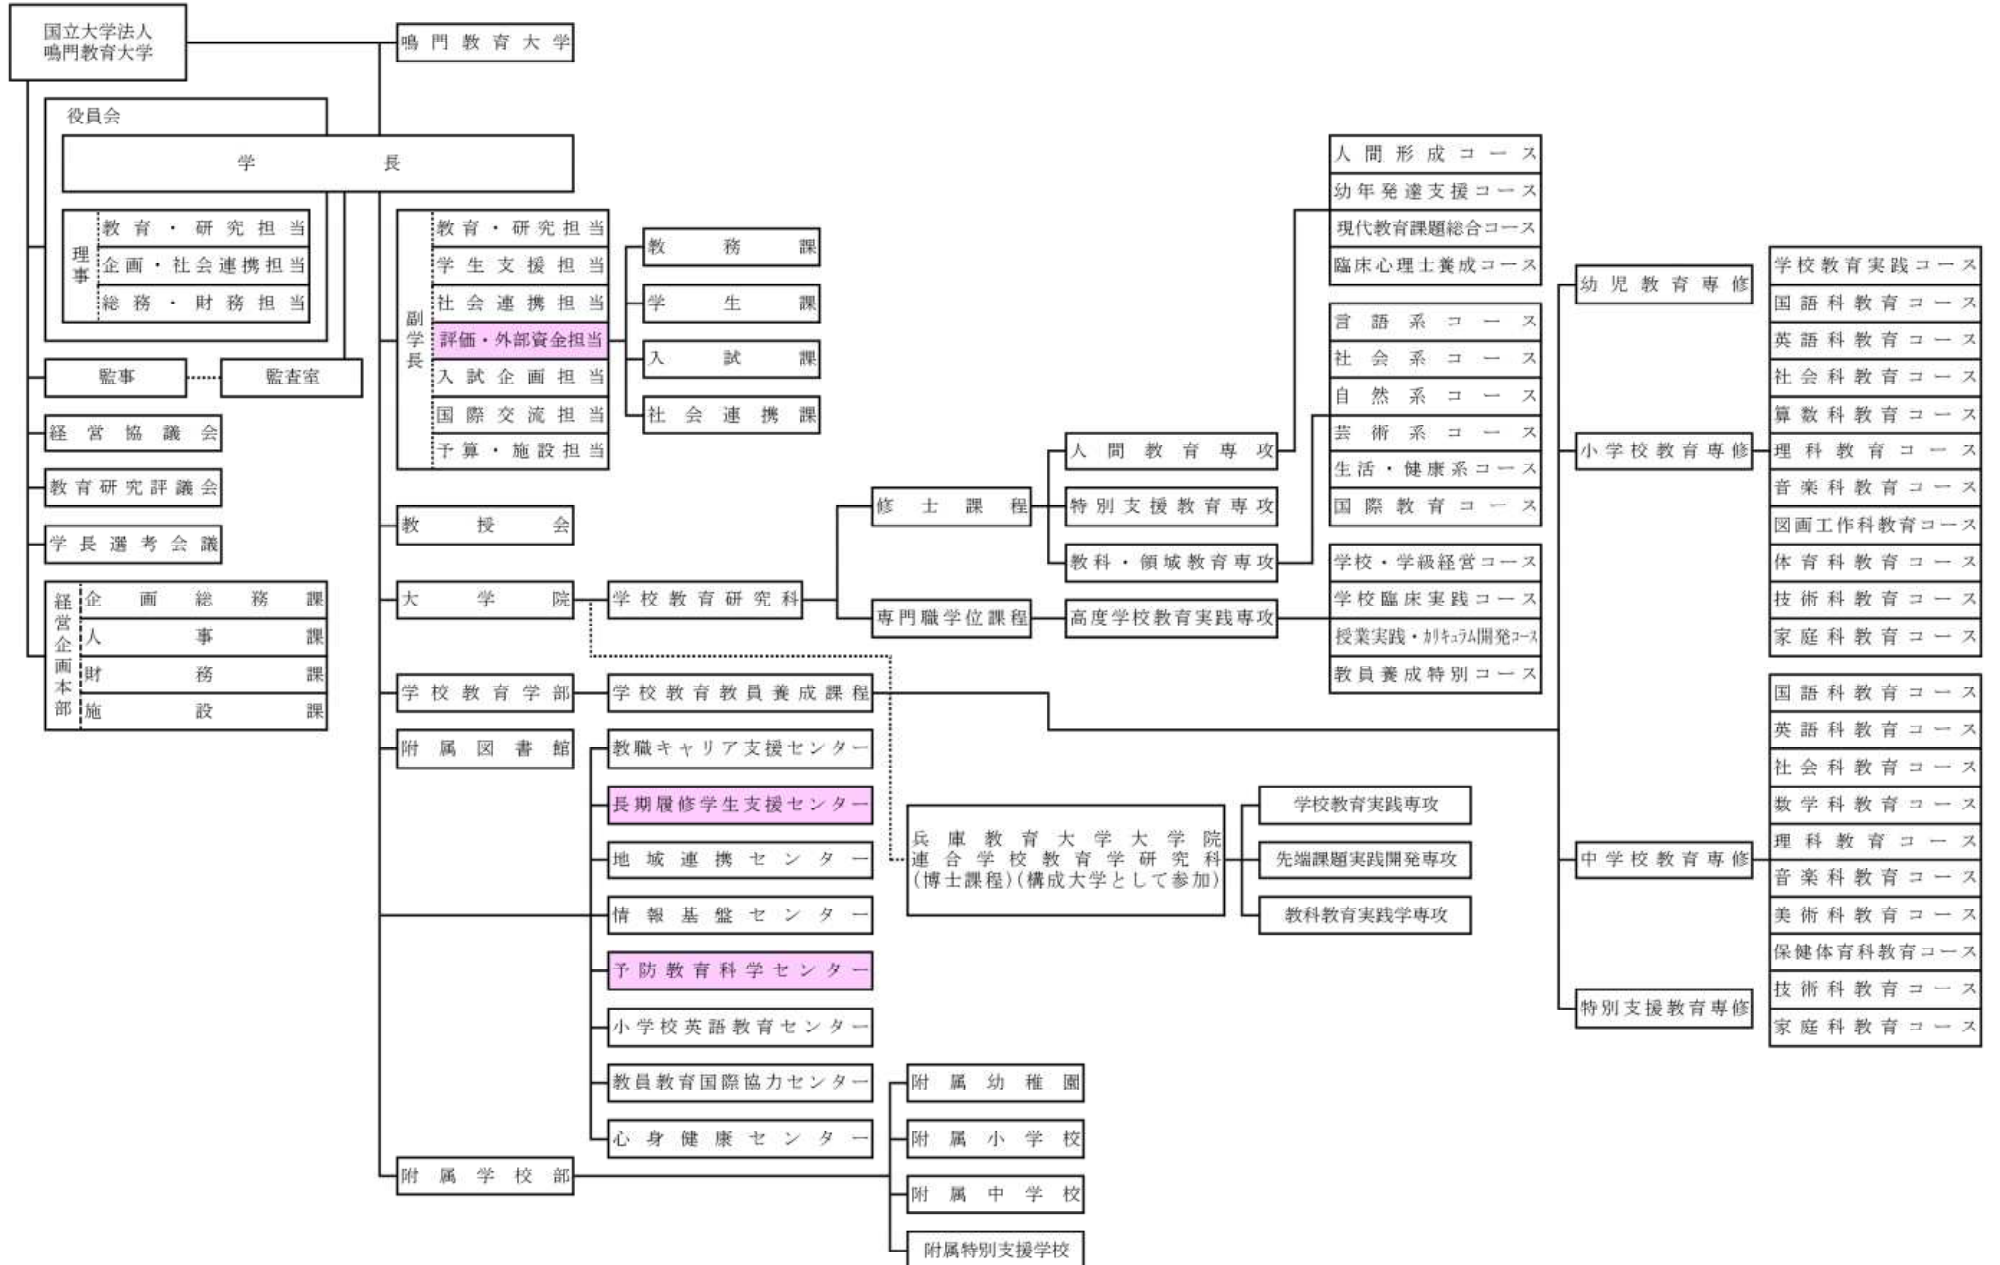 国立大学法人
鳴門教育大学
鳴門教育大学
役員会
学長
理事
教育・研究担当
企画・社会連携担当
総務・財務担当
監事
監査室
経営協議会
教育研究評議会
学長選考会議
経営企画本部
企画総務課
人事課
財務課
施設課
副学長
教育・研究担当
学生支援担当
社会連携担当
評価・外部資金担当
入試企画担当
国際交流担当
予算・施設担当
教務課
学生課
入試課
社会連携課
教授会
大学院
学校教育研究科
修士課程
人間教育専攻
特別支援教育専攻
教科・領域教育専攻
専門職学位課程
高度学校教育実践専攻
人間形成コース
幼年発達支援コース
現代教育課題総合コース
臨床心理士養成コース
言語系コース
社会系コース
自然系コース
芸術系コース
生活・健康系コース
国際教育コース
学校・学級経営コース
学校臨床実践コース
授業実践・カリキュラム開発コース
教員養成特別コース
学校教育学部
学校教育教員養成課程
幼児教育専修
小学校教育専修
中学校教育専修
特別支援教育専修
学校教育実践コース
国語科教育コース
英語科教育コース
社会科教育コース
算数科教育コース
理科教育コース
音楽科教育コース
図画工作科教育コース
体育科教育コース
技術科教育コース
家庭科教育コース
国語科教育コース
英語科教育コース
社会科教育コース
数学科教育コース
理科教育コース
音楽科教育コース
美術科教育コース
保健体育科教育コース
技術科教育コース
家庭科教育コース
附属図書館
教職キャリア支援センター
長期履修学生支援センター
地域連携センター
情報基盤センター
予防教育科学センター
小学校英語教育センター
教員教育国際協力センター
心身健康センター
兵庫教育大学大学院
連合学校教育学研究科
(博士課程)(構成大学として参加)
学校教育実践専攻
先端課題実践開発専攻
教科教育実践学専攻
附属学校部
附属幼稚園
附属小学校
附属中学校
附属特別支援学校